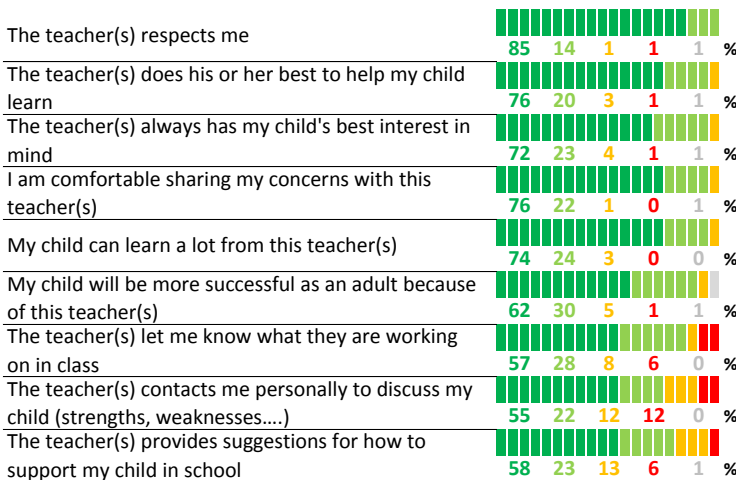 The teacher(s) respects me
85 14 1 1 1 %
The teacher(s) does his or her best to help my child
learn
76 20 3 1 1 %
The teacher(s) always has my child's best interest in
mind
72 23 4 1 1 %
I am comfortable sharing my concerns with this
teacher(s)
76 22 1 0 1 %
My child can learn a lot from this teacher(s)
74 24 3 0 0 %
My child will be more successful as an adult because
of this teacher(s)
62 30 5 1 1 %
The teacher(s) let me know what they are working
on in class
57 28 8 6 0 %
The teacher(s) contacts me personally to discuss my
child (strengths, weaknesses....)
55 22 12 12 0 %
The teacher(s) provides suggestions for how to
support my child in school
58 23 13 6 1 %